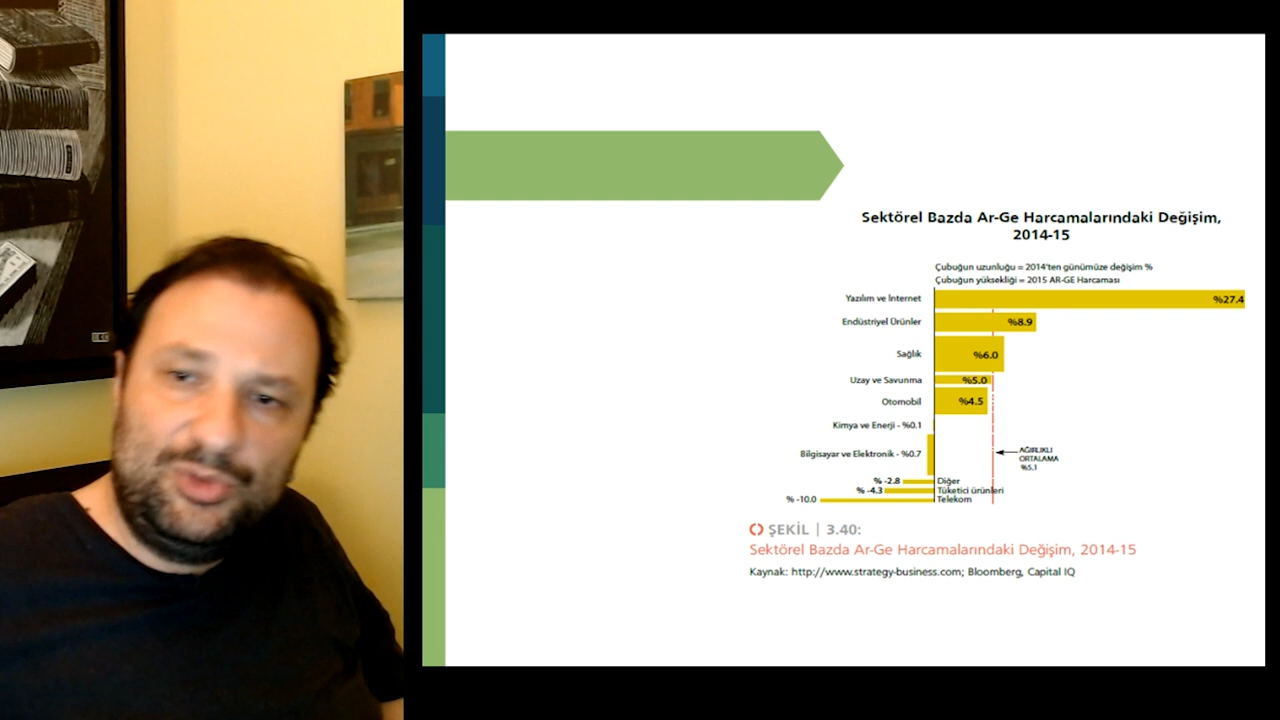 Sektörel Bazda Ar-Ge Harcamalarındaki Değişim,
2014-15
Çubuğun uzunluğu = 2014'ten günümüze değişim %
Çubuğun yüksekliği = 2015 AR-GE Harcaması
Yazılım ve İnternet %27.4
Endüstriyel Ürünler %8.9
Sağlık %6.0
Uzay ve Savunma %5.0
Otomobil %4.5
Kimya ve Enerji - %0.1
Bilgisayar ve Elektronik - %0.7
AĞIRLIKLI
ORTALAMA
%5.1
% -2.8 Diğer
% -4.3 Tüketici ürünleri
% -10.0 Telekom
ŞEKİL | 3.40:
Sektörel Bazda Ar-Ge Harcamalarındaki Değişim, 2014-15
Kaynak: http://www.strategy-business.com; Bloomberg, Capital IQ